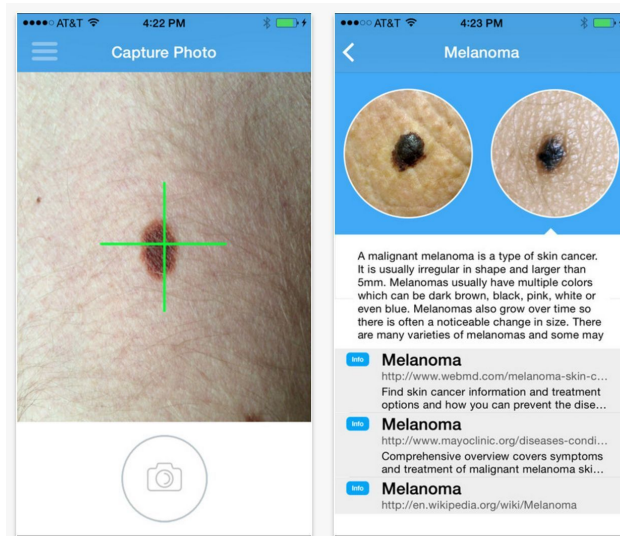 AT&T 4:22 PM
Capture Photo
AT&T 4:23 PM
Melanoma
A malignant melanoma is a type of skin cancer.
It is usually irregular in shape and larger than
5mm. Melanomas usually have multiple colors
which can be dark brown, black, pink, white or
even blue. Melanomas also grow over time so
there is often a noticeable change in size. There
are many varieties of melanomas and some may
Info Melanoma
http://www.webmd.com/melanoma-skin-c...
Find skin cancer information and treatment
options and how you can prevent the dise...
Info Melanoma
http://www.mayoclinic.org/diseases-condi...
Comprehensive overview covers symptoms
and treatment of malignant melanoma ski...
Info Melanoma
http://en.wikipedia.org/wiki/Melanoma